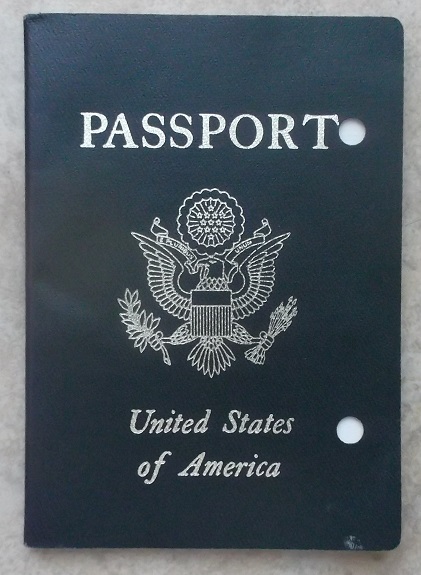 PASSPORT
United States
of America